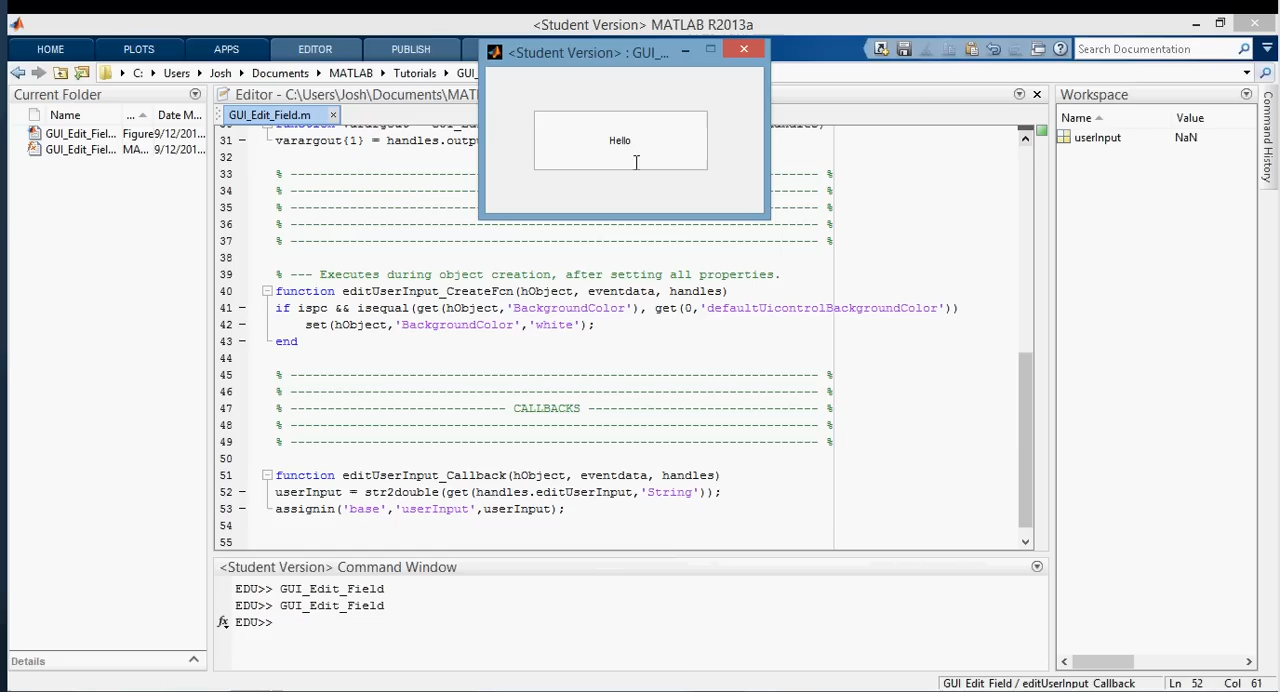 <Student Version> MATLAB R2013a
HOME
PLOTS
APPS
EDITOR
PUBLISH
<Student Version> : GUI_...
Search Documentation
C:
Users
Josh
Documents
MATLAB
Tutorials
Current Folder
Name
... 
Date M...
GUI_Edit_Fiel... Figure 9/12/201...
GUI_Edit_Fiel... MA... 9/12/201...
Details
Editor - C:\Users\Josh\Documents\MAT
GUI_Edit_Field.m
Hello
31 varargout{1} = handles.outpu
32
33 % ----------------------------------------------------------------------- %
34 % ----------------------------------------------------------------------- %
35 % ----------------------------------------------------------------------- %
36 % ----------------------------------------------------------------------- %
37 % ----------------------------------------------------------------------- %
38
39 % --- Executes during object creation, after setting all properties.
40 function editUserInput_CreateFcn(hObject, eventdata, handles)
41 if ispc && isequal(get(hObject,'BackgroundColor'), get(0,'defaultUicontrolBackgroundColor'))
42 set(hObject,'BackgroundColor','white');
43 end
44
45 % ----------------------------------------------------------------------- %
46 % ----------------------------------------------------------------------- %
47 % ----------------------------- CALLBACKS ------------------------------- %
48 % ----------------------------------------------------------------------- %
49 % ----------------------------------------------------------------------- %
50
51 function editUserInput_Callback(hObject, eventdata, handles)
52 userInput = str2double(get(handles.editUserInput,'String'));
53 assignin('base','userInput',userInput);
54
55
<Student Version> Command Window
EDU>> GUI_Edit_Field
EDU>> GUI_Edit_Field
fx EDU>>
Workspace
Name Value
userInput NaN
Command History
GUI_Edit_Field / editUserInput_Callback Ln 52 Col 61